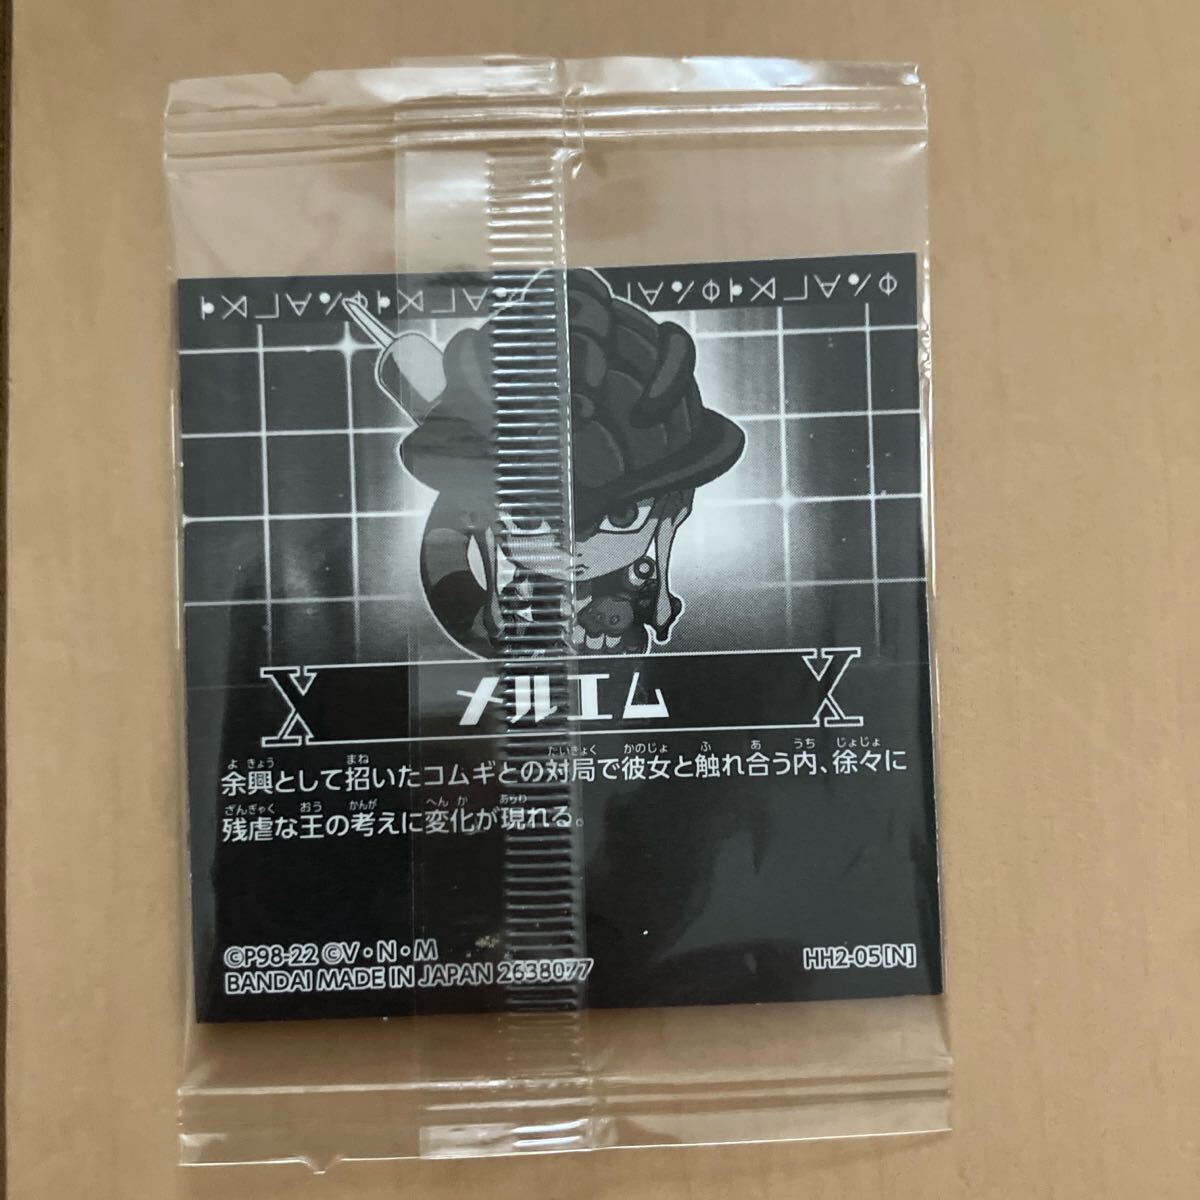 メルエム
余興として招いたコムギとの対局で彼女と触れ合う内、徐々に
残虐な王の考えに変化が現れる。
©P98-22 ©V・N・M
BANDAI MADE IN JAPAN 2638077
HH2-05[N]